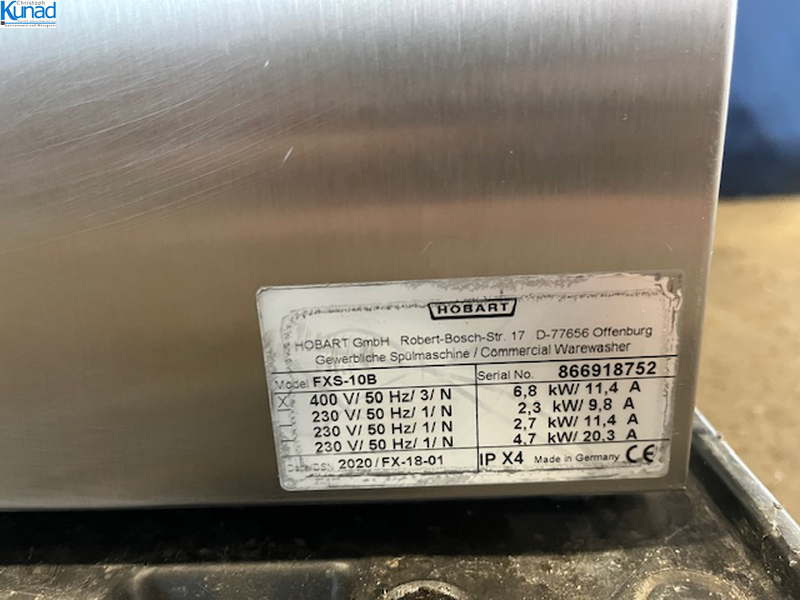 Christoph
Kunad
HOBART
HOBART GmbH Robert-Bosch-Str. 17 D-77656 Offenburg
Gewerbliche Spülmaschine / Commercial Warewasher
Model FXS-10B Serial No. 866918752
X 400 V/ 50 Hz/ 3/ N 6,8 kW/ 11,4 A
230 V/ 50 Hz/ 1/ N 2,3 kW/ 9,8 A
230 V/ 50 Hz/ 1/ N 2,7 kW/ 11,4 A
230 V/ 50 Hz/ 1/ N 4,7 kW/ 20,3 A
2020/FX-18-01 IP X4 Made in Germany CE